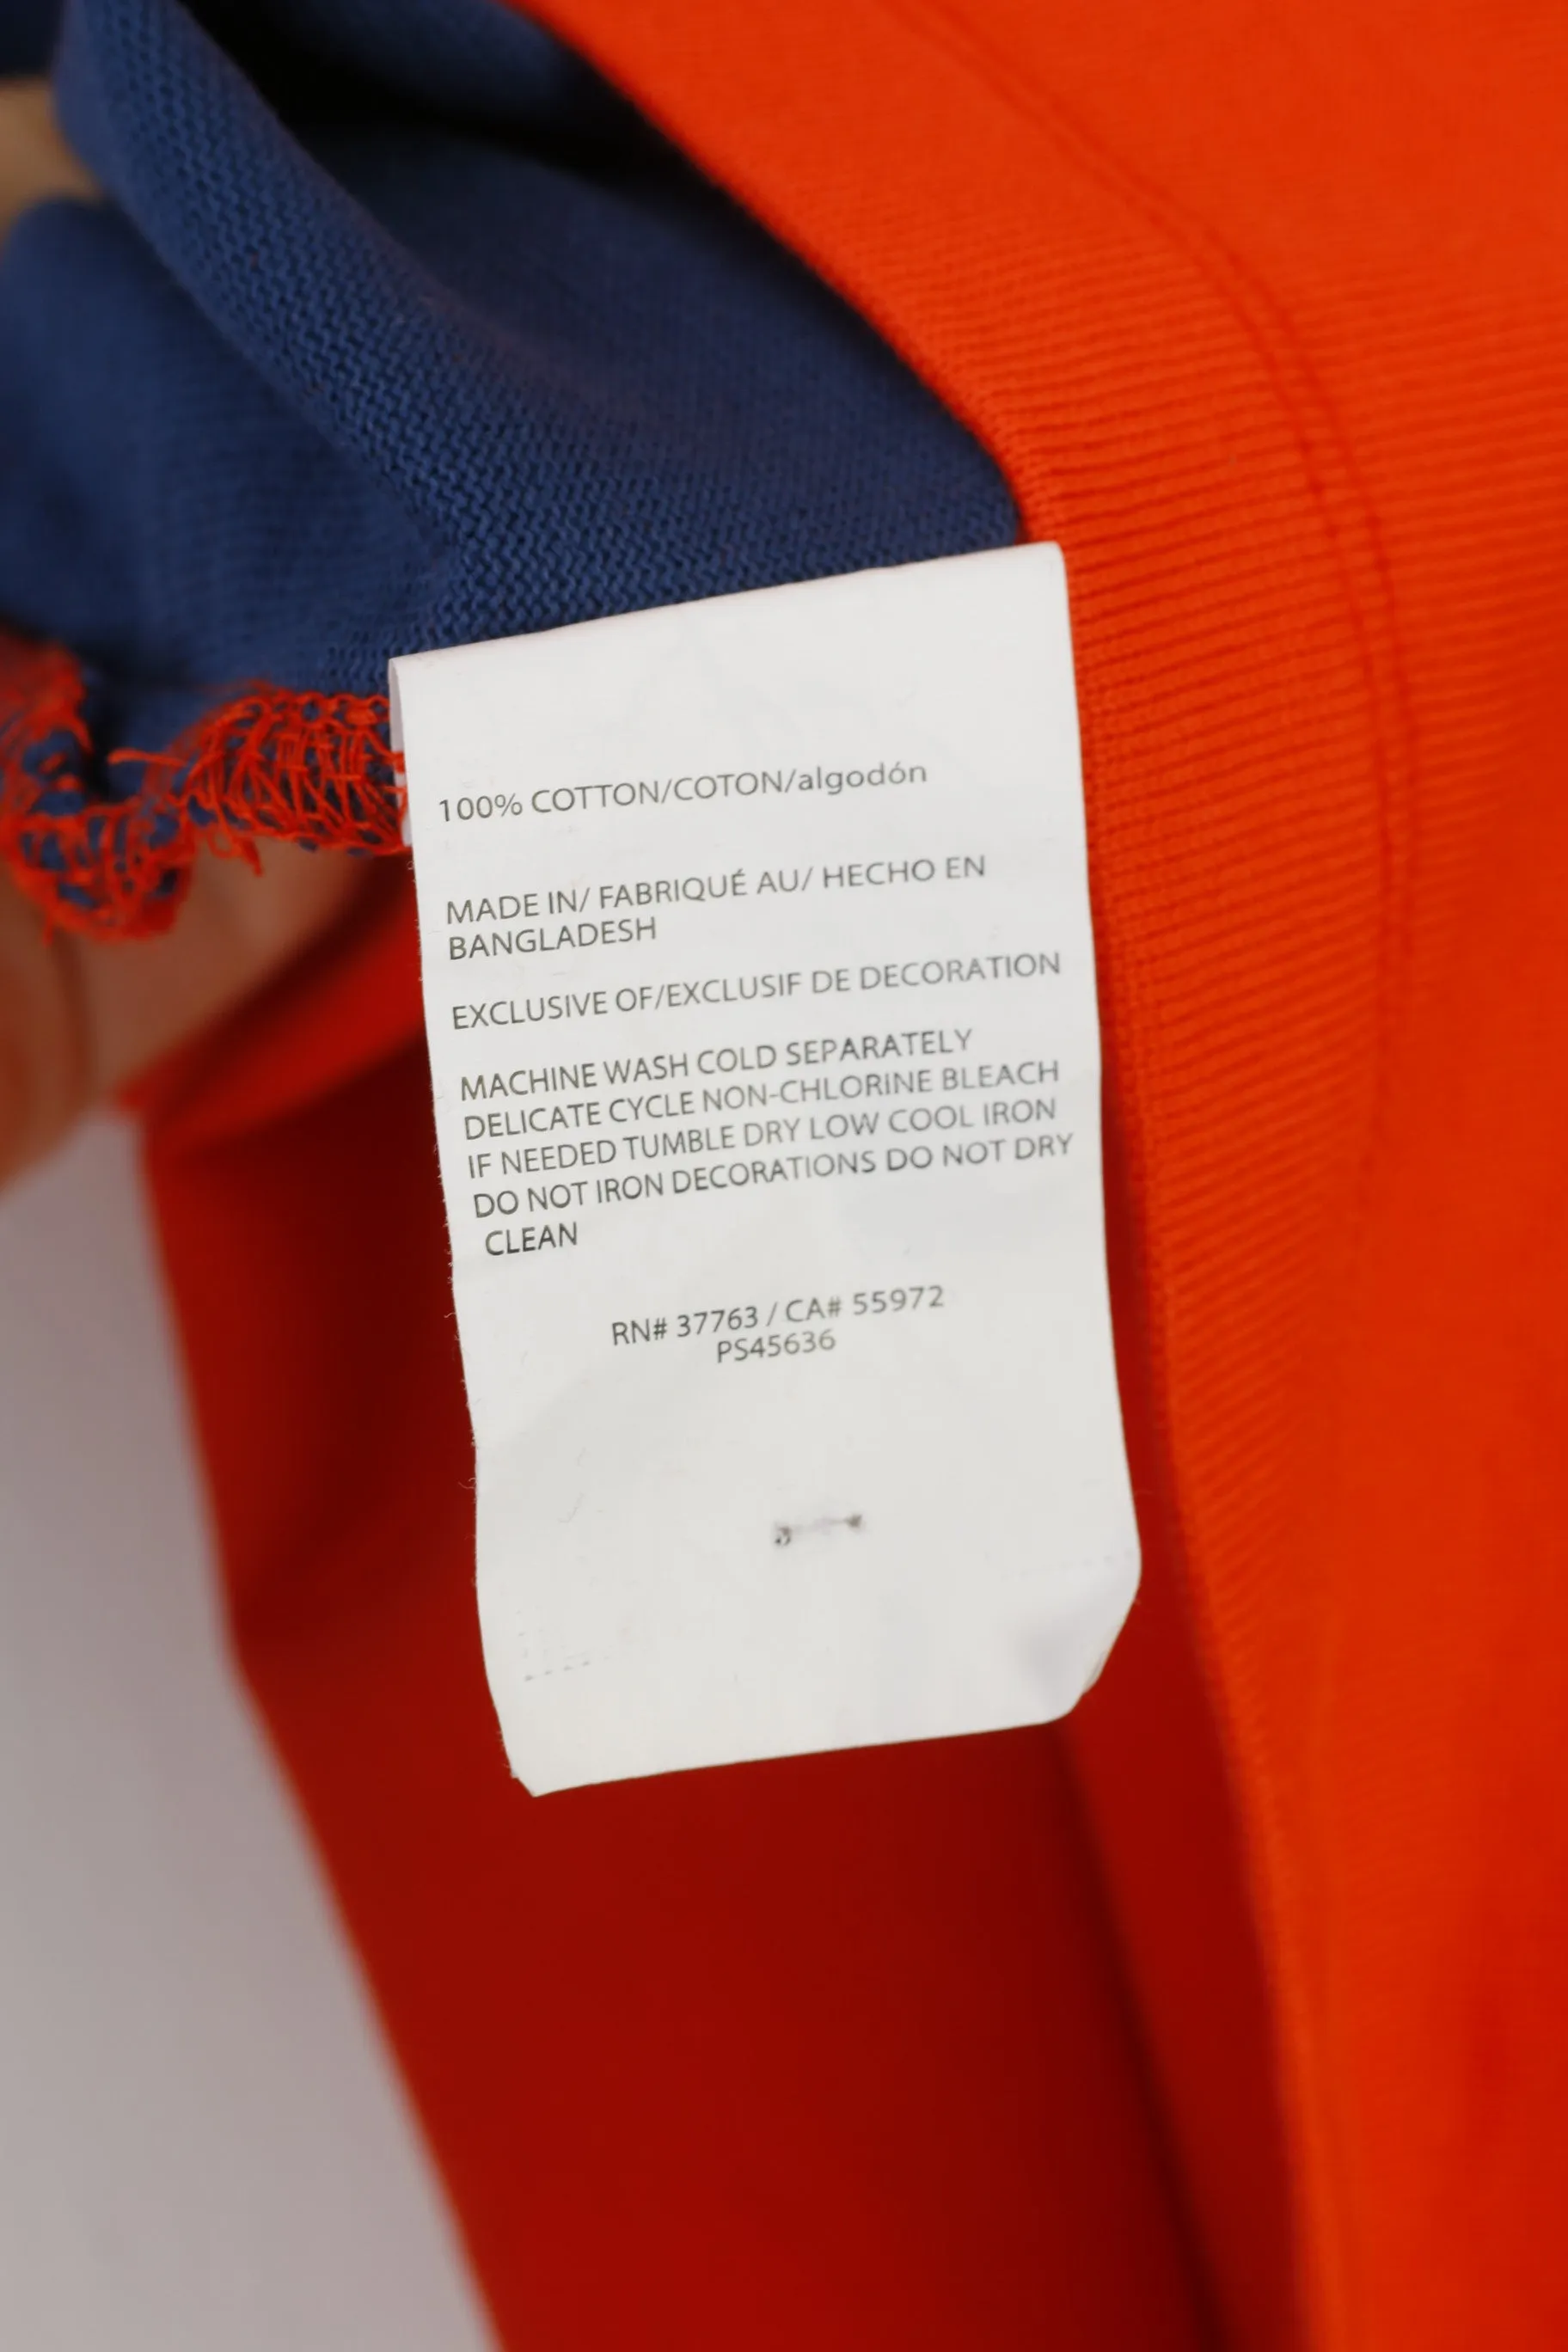 100% COTTON/COTON/algodón
MADE IN/ FABRIQUÉ AU/ HECHO EN
BANGLADESH
EXCLUSIVE OF/EXCLUSIF DE DECORATION
MACHINE WASH COLD SEPARATELY
DELICATE CYCLE NON-CHLORINE BLEACH
IF NEEDED TUMBLE DRY LOW COOL IRON
DO NOT IRON DECORATIONS DO NOT DRY
CLEAN
RN# 37763 / CA# 55972
PS45636